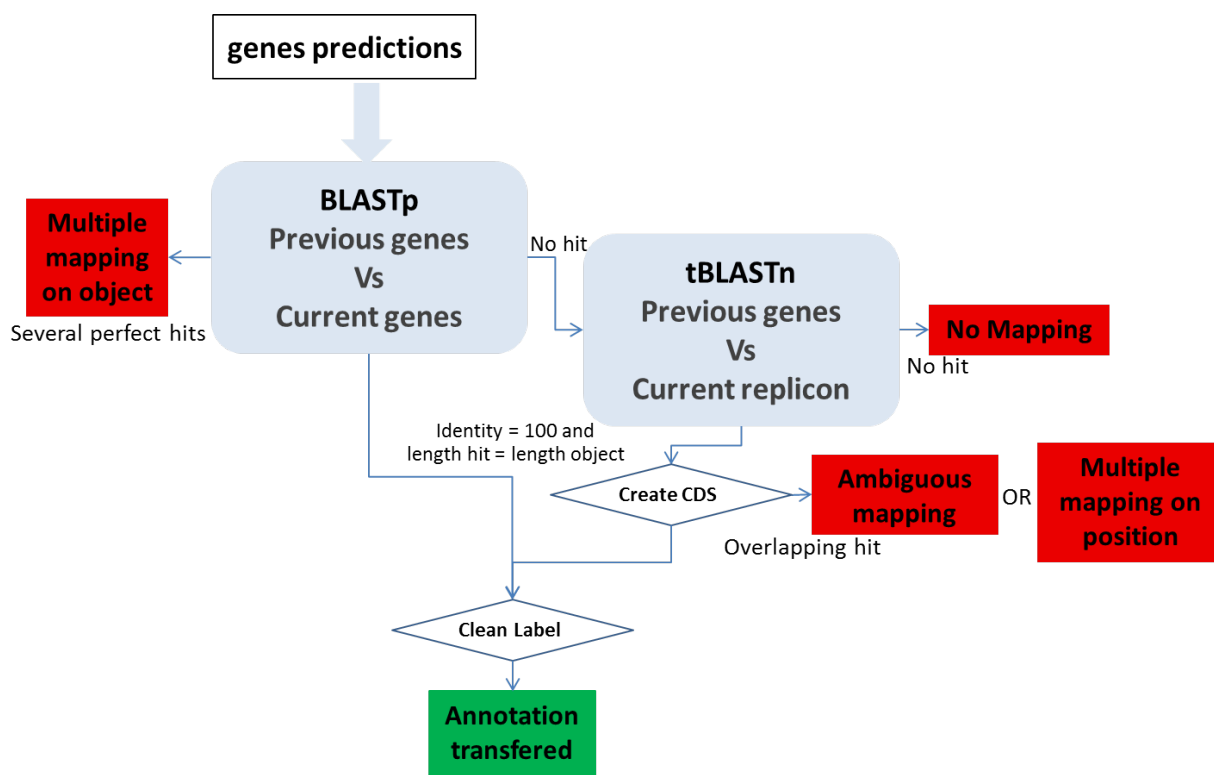 genes predictions
BLASTp
Previous genes
Vs
Current genes
Multiple
mapping
on object
Several perfect hits
No hit
tBLASTn
Previous genes
Vs
Current replicon
No Mapping
No hit
Identity = 100 and
length hit = length object
Create CDS
Ambiguous
mapping
OR
Multiple
mapping on
position
Overlapping hit
Clean Label
Annotation
transfered